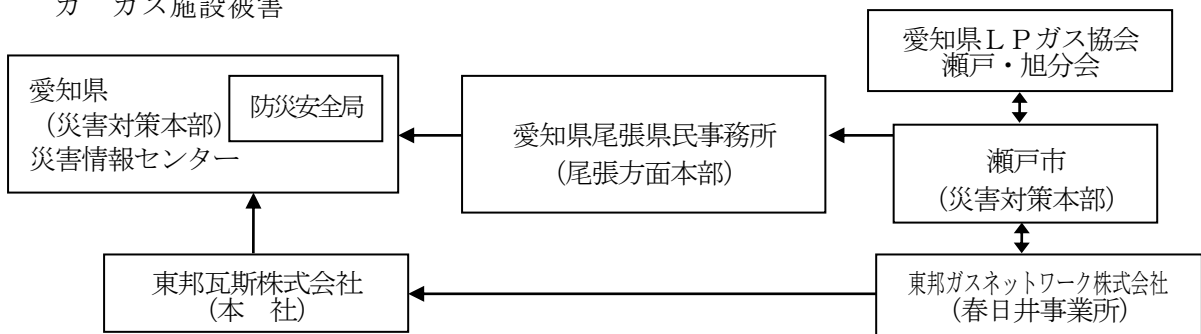 カ　ガス施設被害
愛知県ＬＰガス協会
瀬戸・旭分会
愛知県
（災害対策本部）
災害情報センター
防災安全局
愛知県尾張県民事務所
（尾張方面本部）
瀬戸市
（災害対策本部）
東邦瓦斯株式会社
（本　社）
東邦ガスネットワーク株式会社
（春日井事業所）